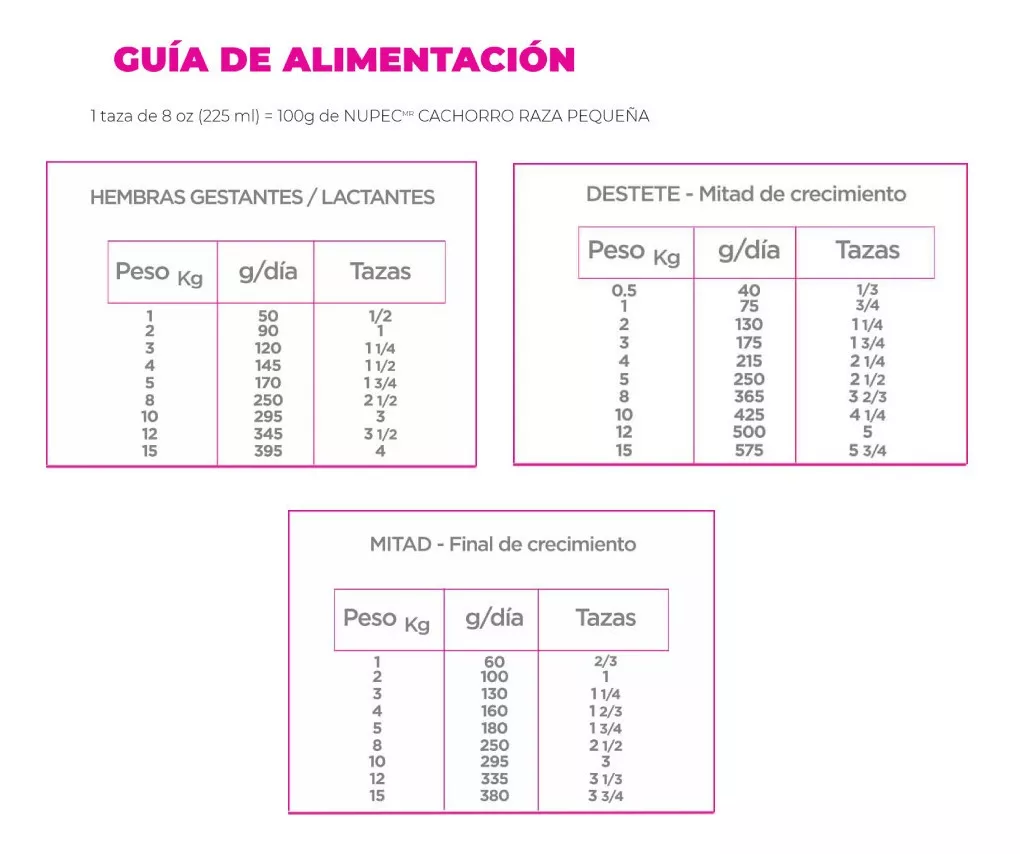 GUÍA DE ALIMENTACIÓN
1 taza de 8 oz (225 ml) = 100g de NUPECᴹᴿ CACHORRO RAZA PEQUEÑA
HEMBRAS GESTANTES / LACTANTES
Peso Kg g/día Tazas
1 50 1/2
2 90 1
3 120 1 1/4
4 145 1 1/2
5 170 1 3/4
8 250 2 1/2
10 295 3
12 345 3 1/2
15 395 4
DESTETE - Mitad de crecimiento
Peso Kg g/día Tazas
0.5 40 1/3
1 75 3/4
2 130 1 1/4
3 175 1 3/4
4 215 2 1/4
5 250 2 1/2
8 365 3 2/3
10 425 4 1/4
12 500 5
15 575 5 3/4
MITAD - Final de crecimiento
Peso Kg g/día Tazas
1 60 2/3
2 100 1
3 130 1 1/4
4 160 1 2/3
5 180 1 3/4
8 250 2 1/2
10 295 3
12 335 3 1/3
15 380 3 3/4